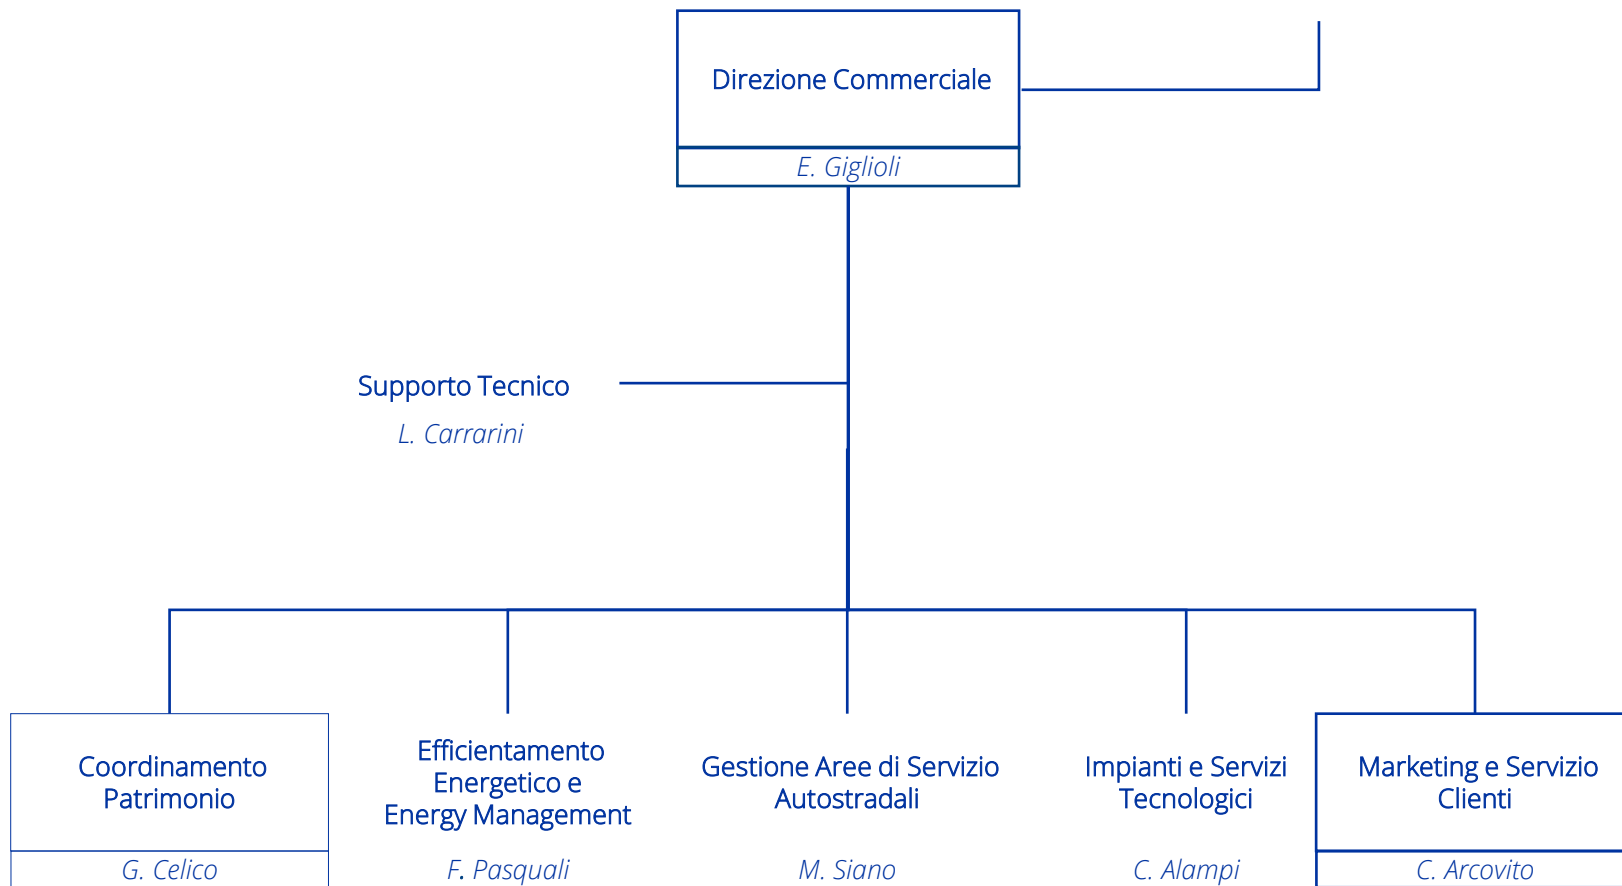 Direzione Commerciale
E. Giglioli
Supporto Tecnico
L. Carrarini
Coordinamento
Patrimonio
G. Celico
Efficientamento
Energetico e
Energy Management
F. Pasquali
Gestione Aree di Servizio
Autostradali
M. Siano
Impianti e Servizi
Tecnologici
C. Alampi
Marketing e Servizio
Clienti
C. Arcovito